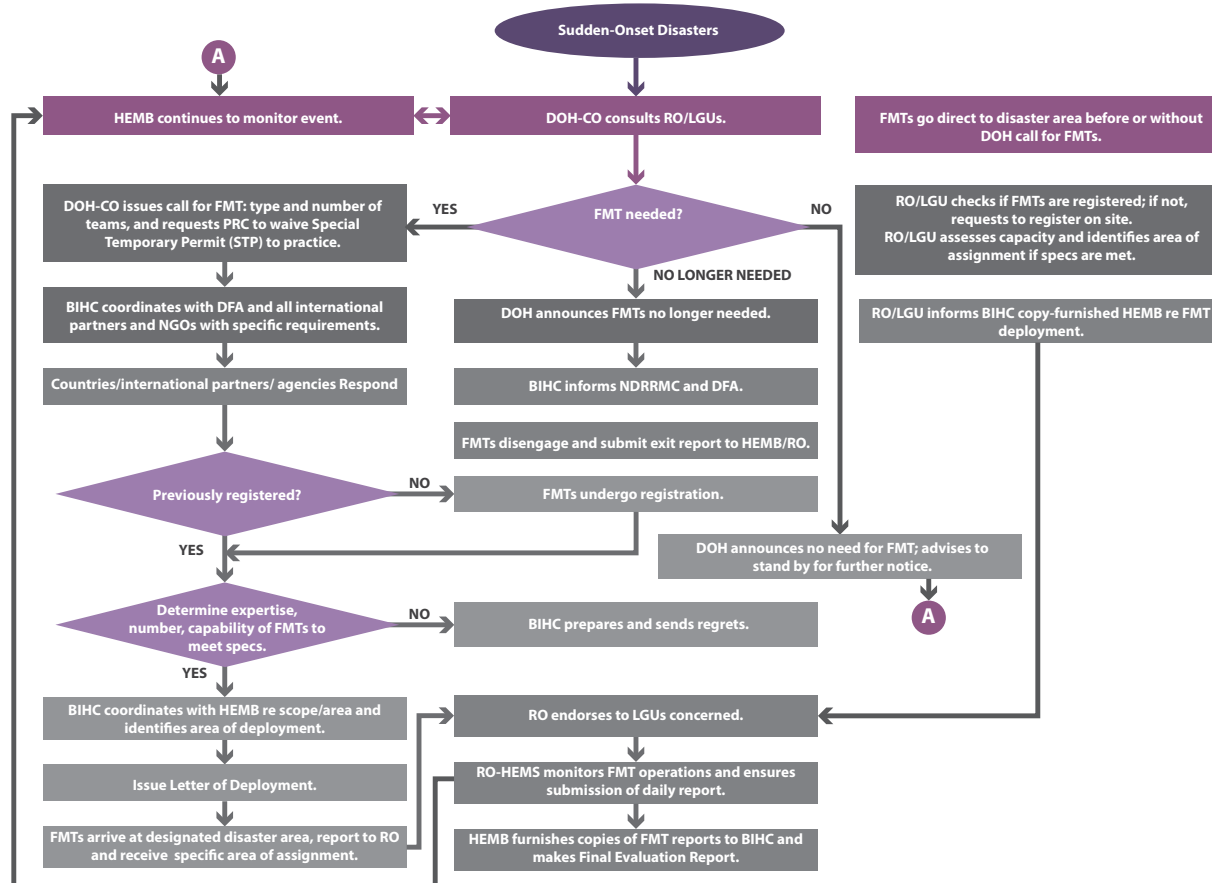 Sudden-Onset Disasters
A
HEMB continues to monitor event.
DOH-CO consults RO/LGUs.
FMTs go direct to disaster area before or without
DOH call for FMTs.
DOH-CO issues call for FMT: type and number of
teams, and requests PRC to waive Special
Temporary Permit (STP) to practice.
YES
FMT needed?
NO
RO/LGU checks if FMTs are registered; if not,
requests to register on site.
RO/LGU assesses capacity and identifies area of
assignment if specs are met.
NO LONGER NEEDED
BIHC coordinates with DFA and all international
partners and NGOs with specific requirements.
DOH announces FMTs no longer needed.
RO/LGU informs BIHC copy-furnished HEMB re FMT
deployment.
Countries/international partners/ agencies Respond
BIHC informs NDRRMC and DFA.
FMTs disengage and submit exit report to HEMB/RO.
Previously registered?
NO
FMTs undergo registration.
YES
DOH announces no need for FMT; advises to
stand by for further notice.
A
Determine expertise,
number, capability of FMTs to
meet specs.
NO
BIHC prepares and sends regrets.
YES
BIHC coordinates with HEMB re scope/area and
identifies area of deployment.
RO endorses to LGUs concerned.
Issue Letter of Deployment.
RO-HEMS monitors FMT operations and ensures
submission of daily report.
FMTs arrive at designated disaster area, report to RO
and receive specific area of assignment.
HEMB furnishes copies of FMT reports to BIHC and
makes Final Evaluation Report.